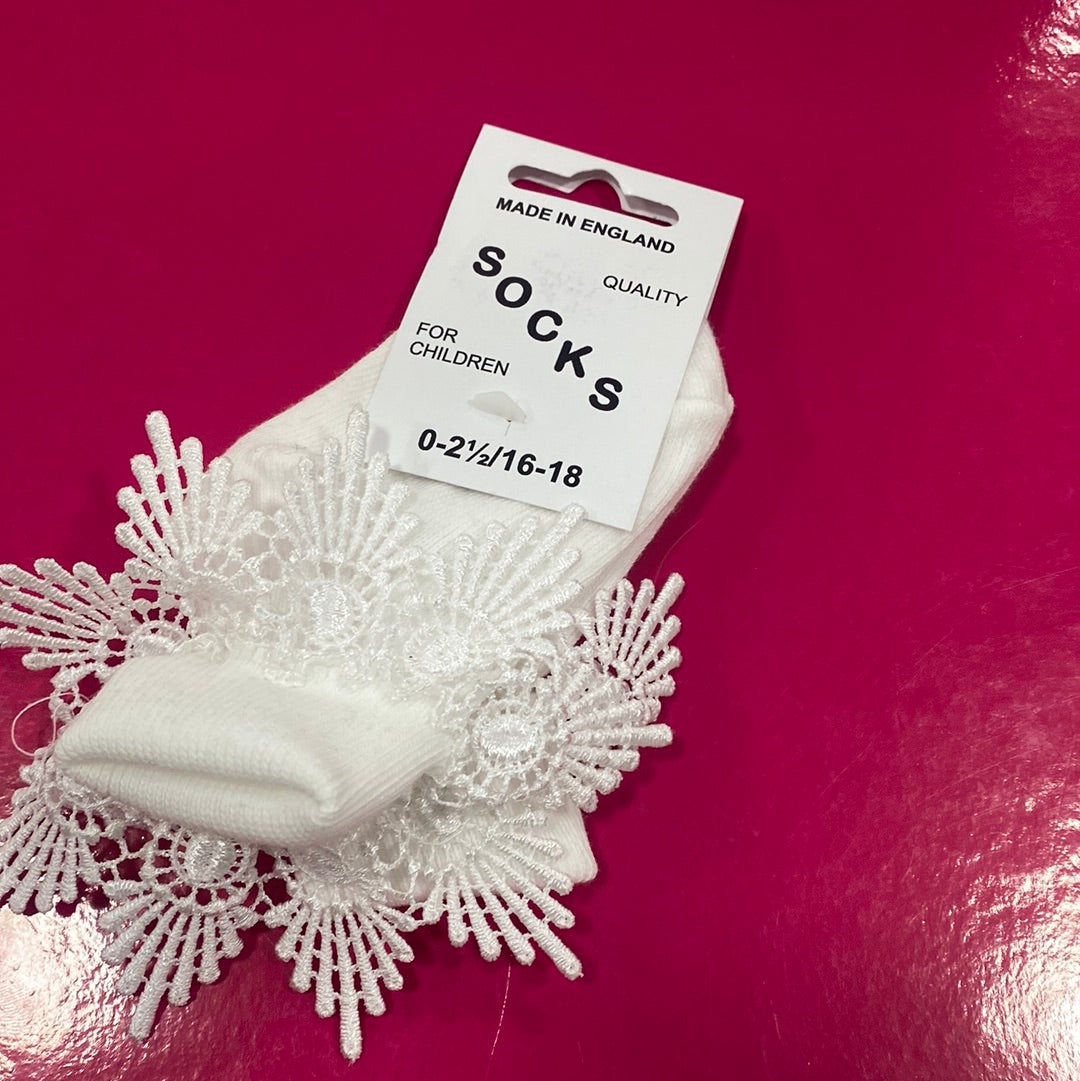 MADE IN ENGLAND
SOCKS
QUALITY
FOR
CHILDREN
0-2½/16-18